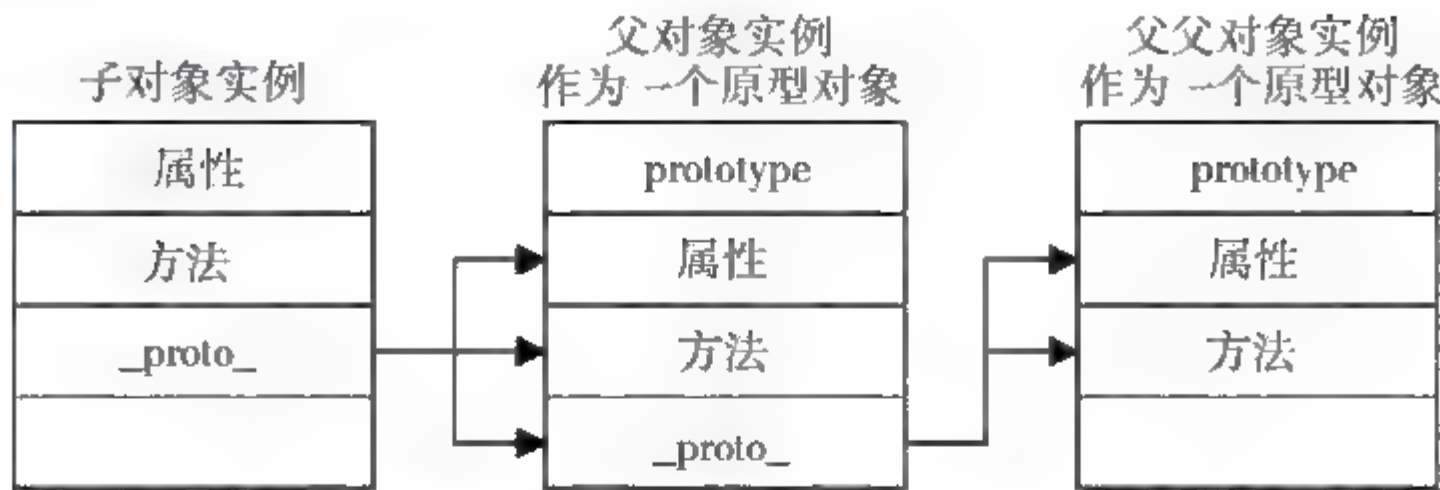 子对象实例
属性
方法
_proto_
父对象实例
作为一个原型对象
prototype
属性
方法
_proto_
父父对象实例
作为一个原型对象
prototype
属性
方法